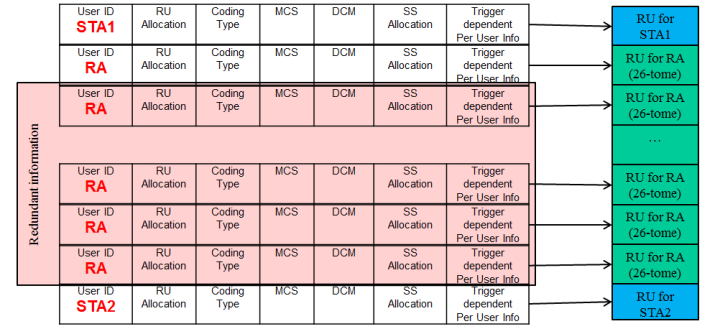 User ID RU Coding MCS DCM SS Trigger RU for
STA1 Allocation Type Allocation dependent STA1
Per User Info
User ID RU Coding MCS DCM SS Trigger RU for RA
RA Allocation Type Allocation dependent (26-tome)
Per User Info
User ID RU Coding MCS DCM SS Trigger RU for RA
RA Allocation Type Allocation dependent (26-tome)
Per User Info
Redundant information
...
User ID RU Coding MCS DCM SS Trigger RU for RA
RA Allocation Type Allocation dependent (26-tome)
Per User Info
User ID RU Coding MCS DCM SS Trigger RU for RA
RA Allocation Type Allocation dependent (26-tome)
Per User Info
User ID RU Coding MCS DCM SS Trigger RU for RA
RA Allocation Type Allocation dependent (26-tome)
Per User Info
User ID RU Coding MCS DCM SS Trigger RU for
STA2 Allocation Type Allocation dependent STA2
Per User Info